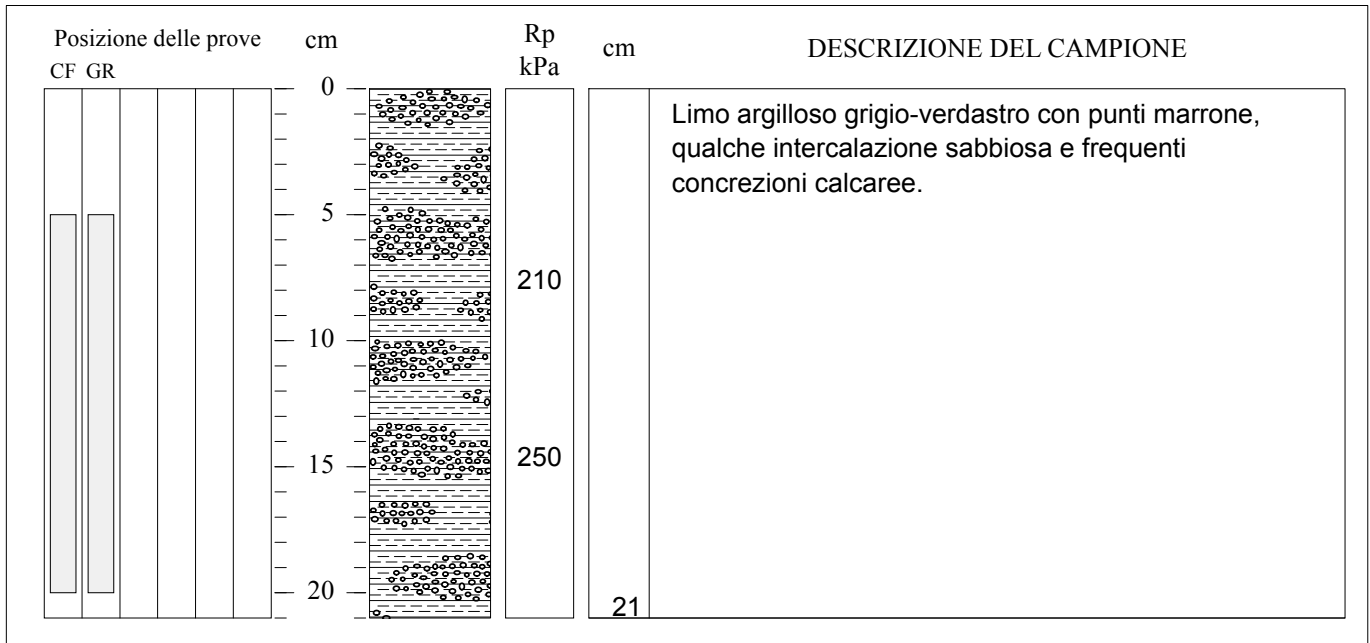 Posizione delle prove cm Rp kPa cm DESCRIZIONE DEL CAMPIONE
CF GR
0
Limo argilloso grigio-verdastro con punti marrone,
qualche intercalazione sabbiosa e frequenti
concrezioni calcaree.
5
210
10
250
15
20
21